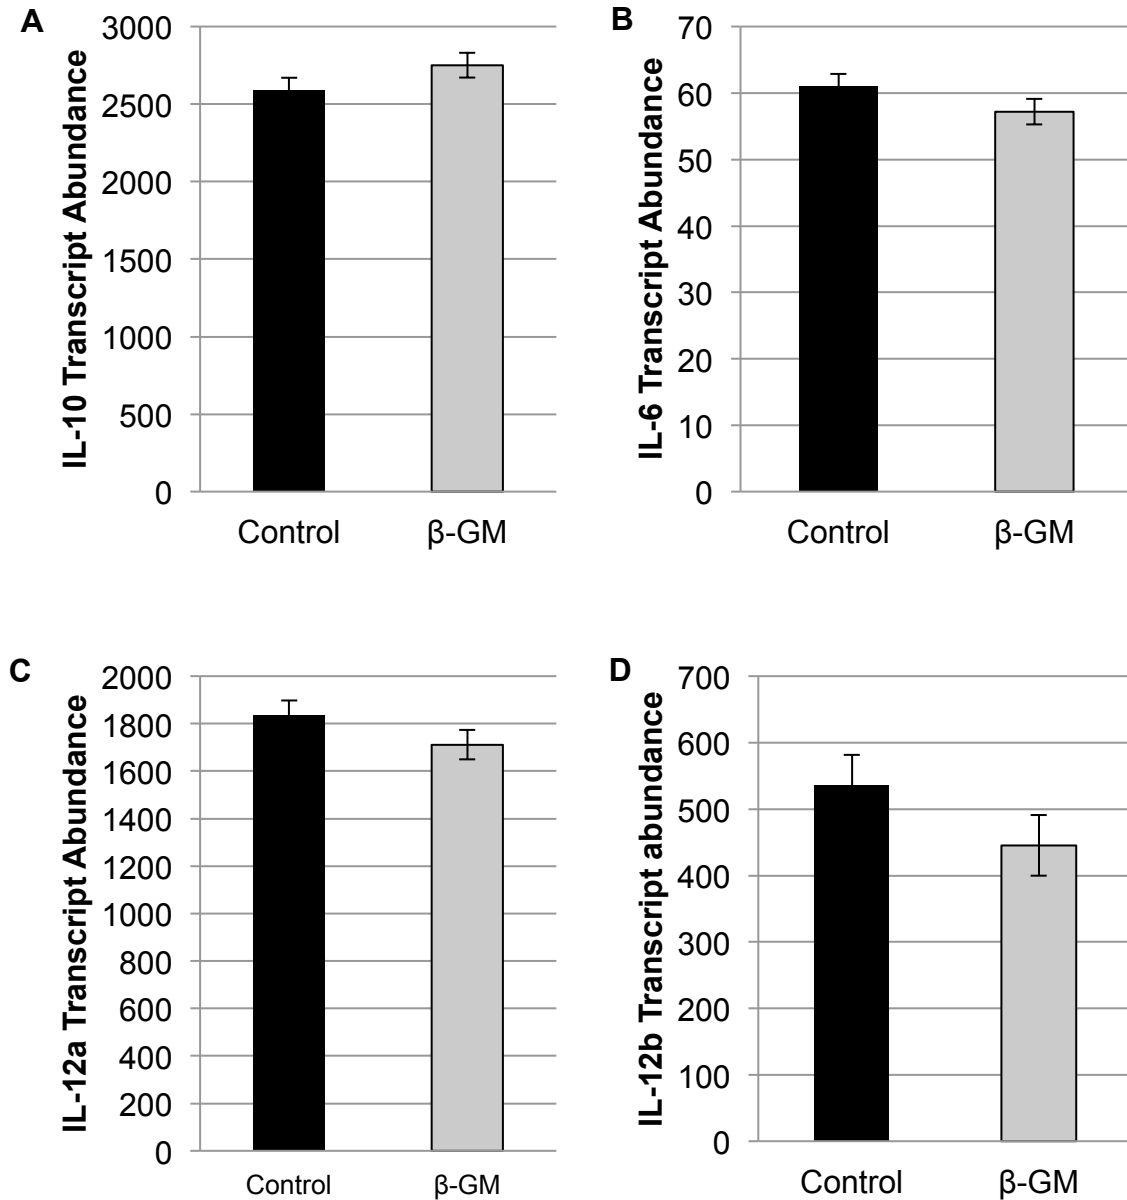 A
IL-10 Transcript Abundance
3000
2500
2000
1500
1000
500
0
Control β-GM
B
IL-6 Transcript Abundance
70
60
50
40
30
20
10
0
Control β-GM
C
IL-12a Transcript Abundance
2000
1800
1600
1400
1200
1000
800
600
400
200
0
Control β-GM
D
IL-12b Transcript abundance
700
600
500
400
300
200
100
0
Control β-GM